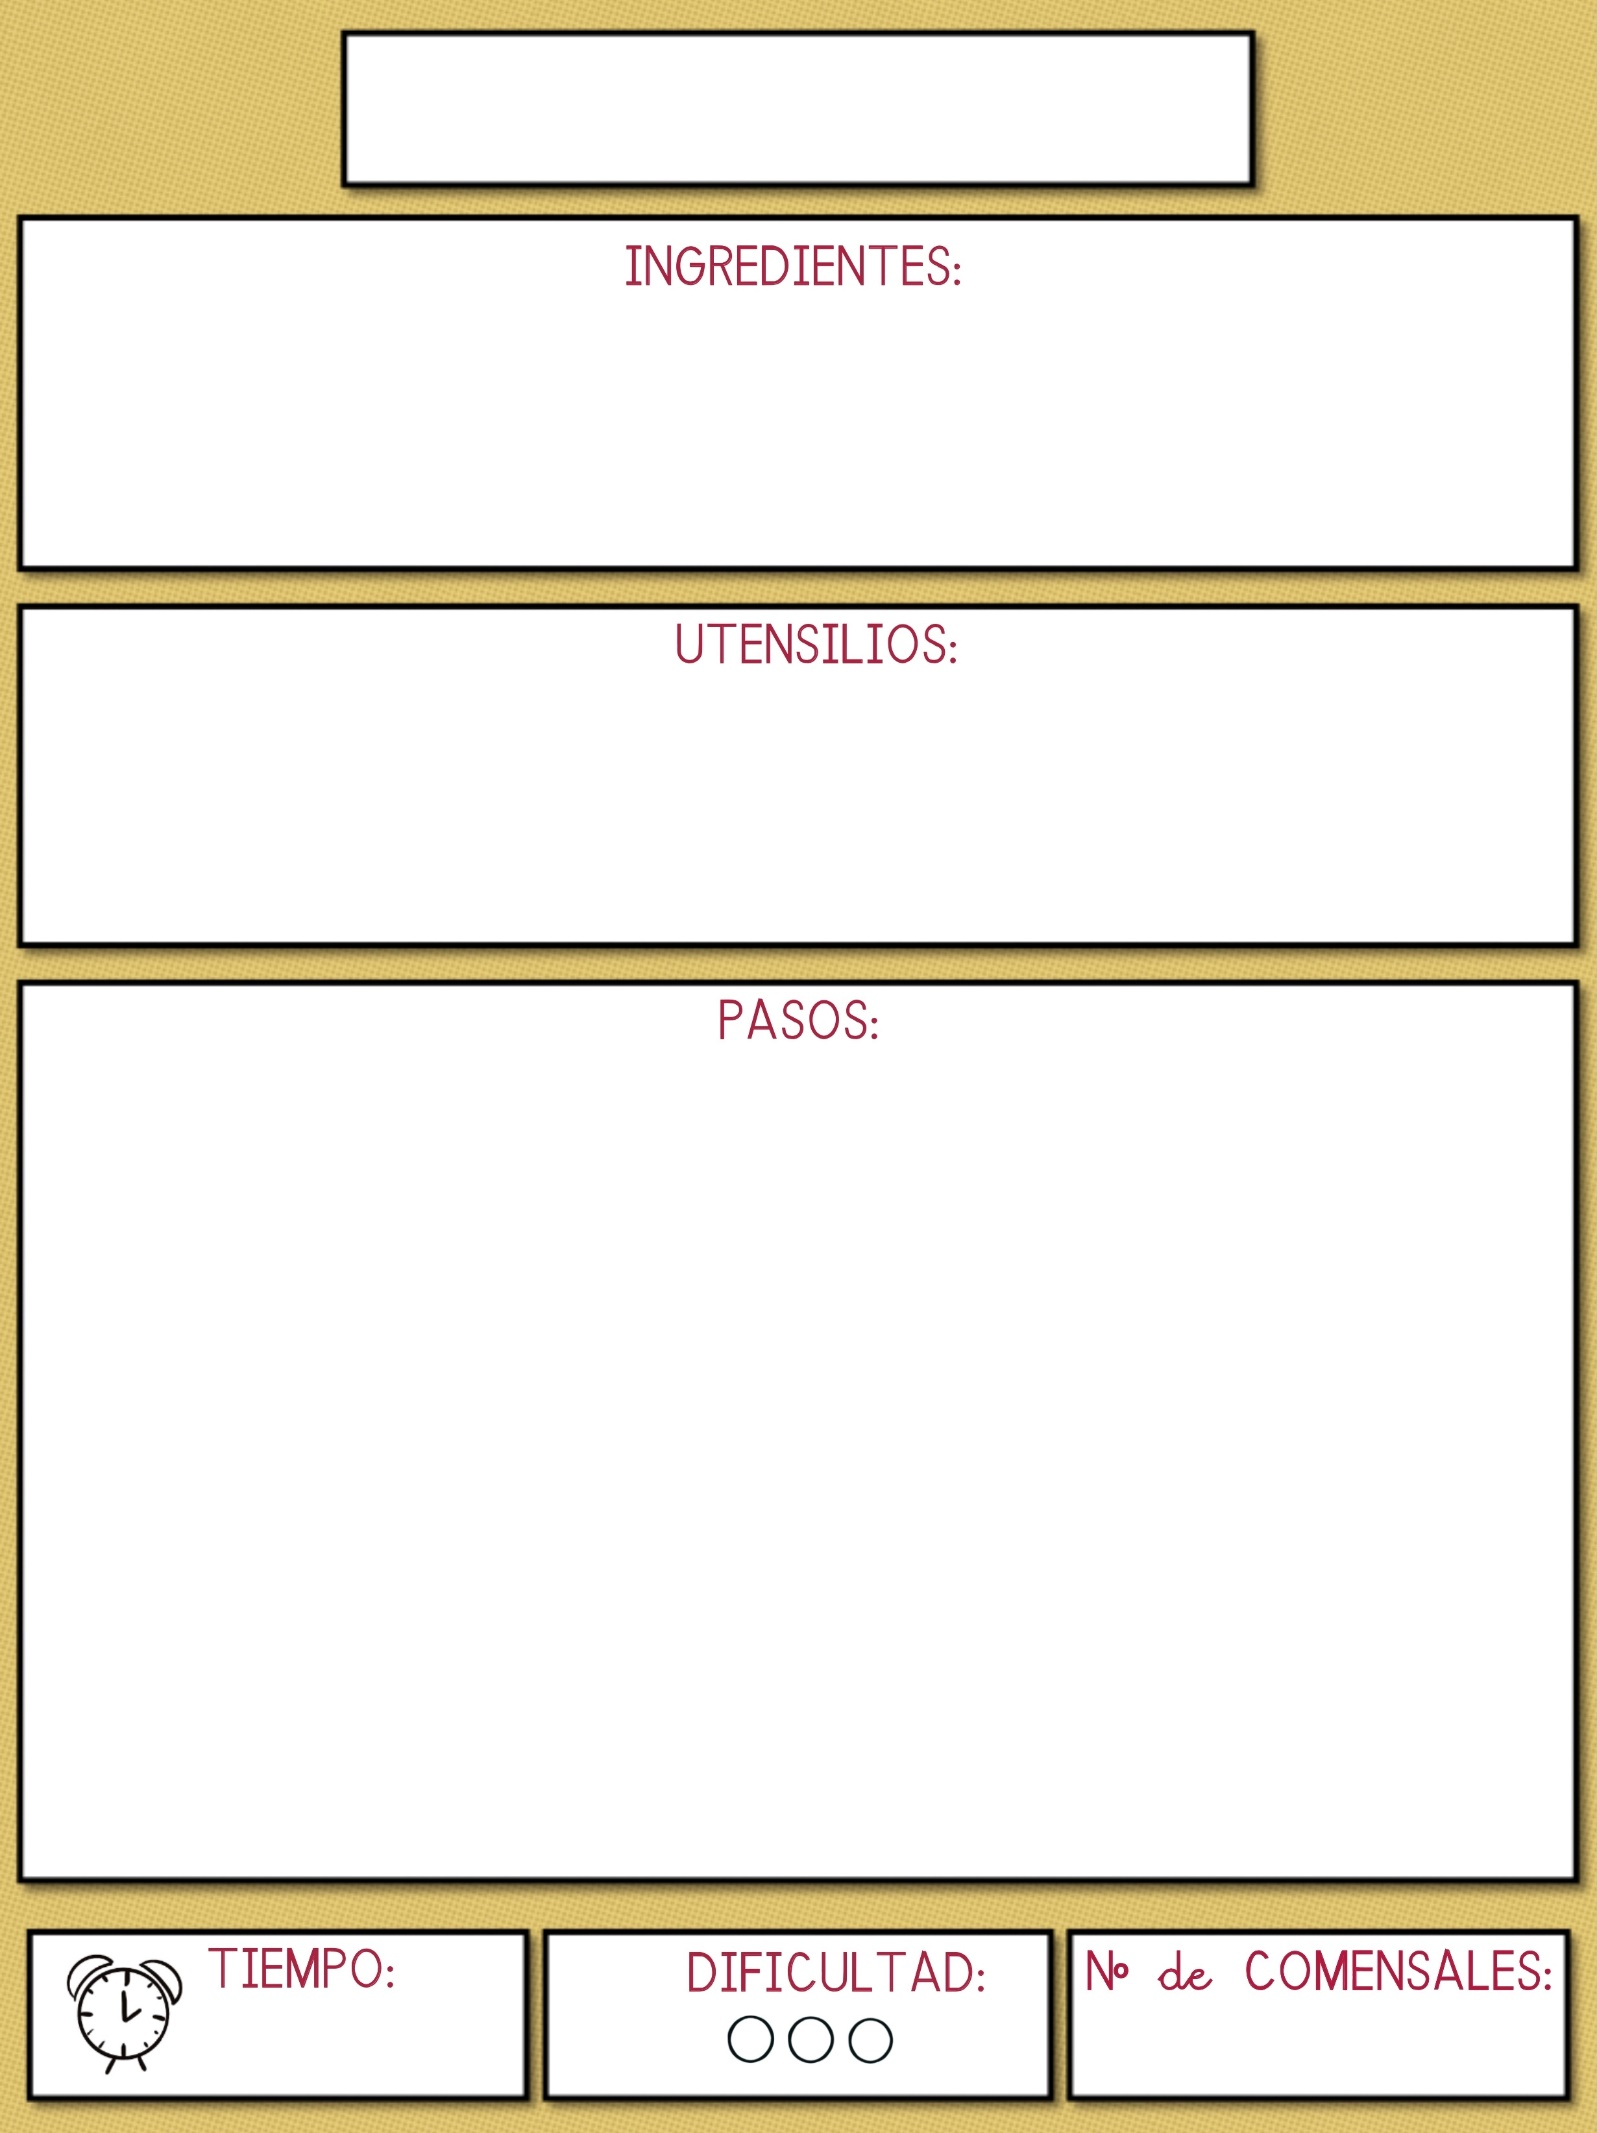 INGREDIENTES:
UTENSILIOS:
PASOS:
TIEMPO:
DIFICULTAD:
Nº de COMENSALES: